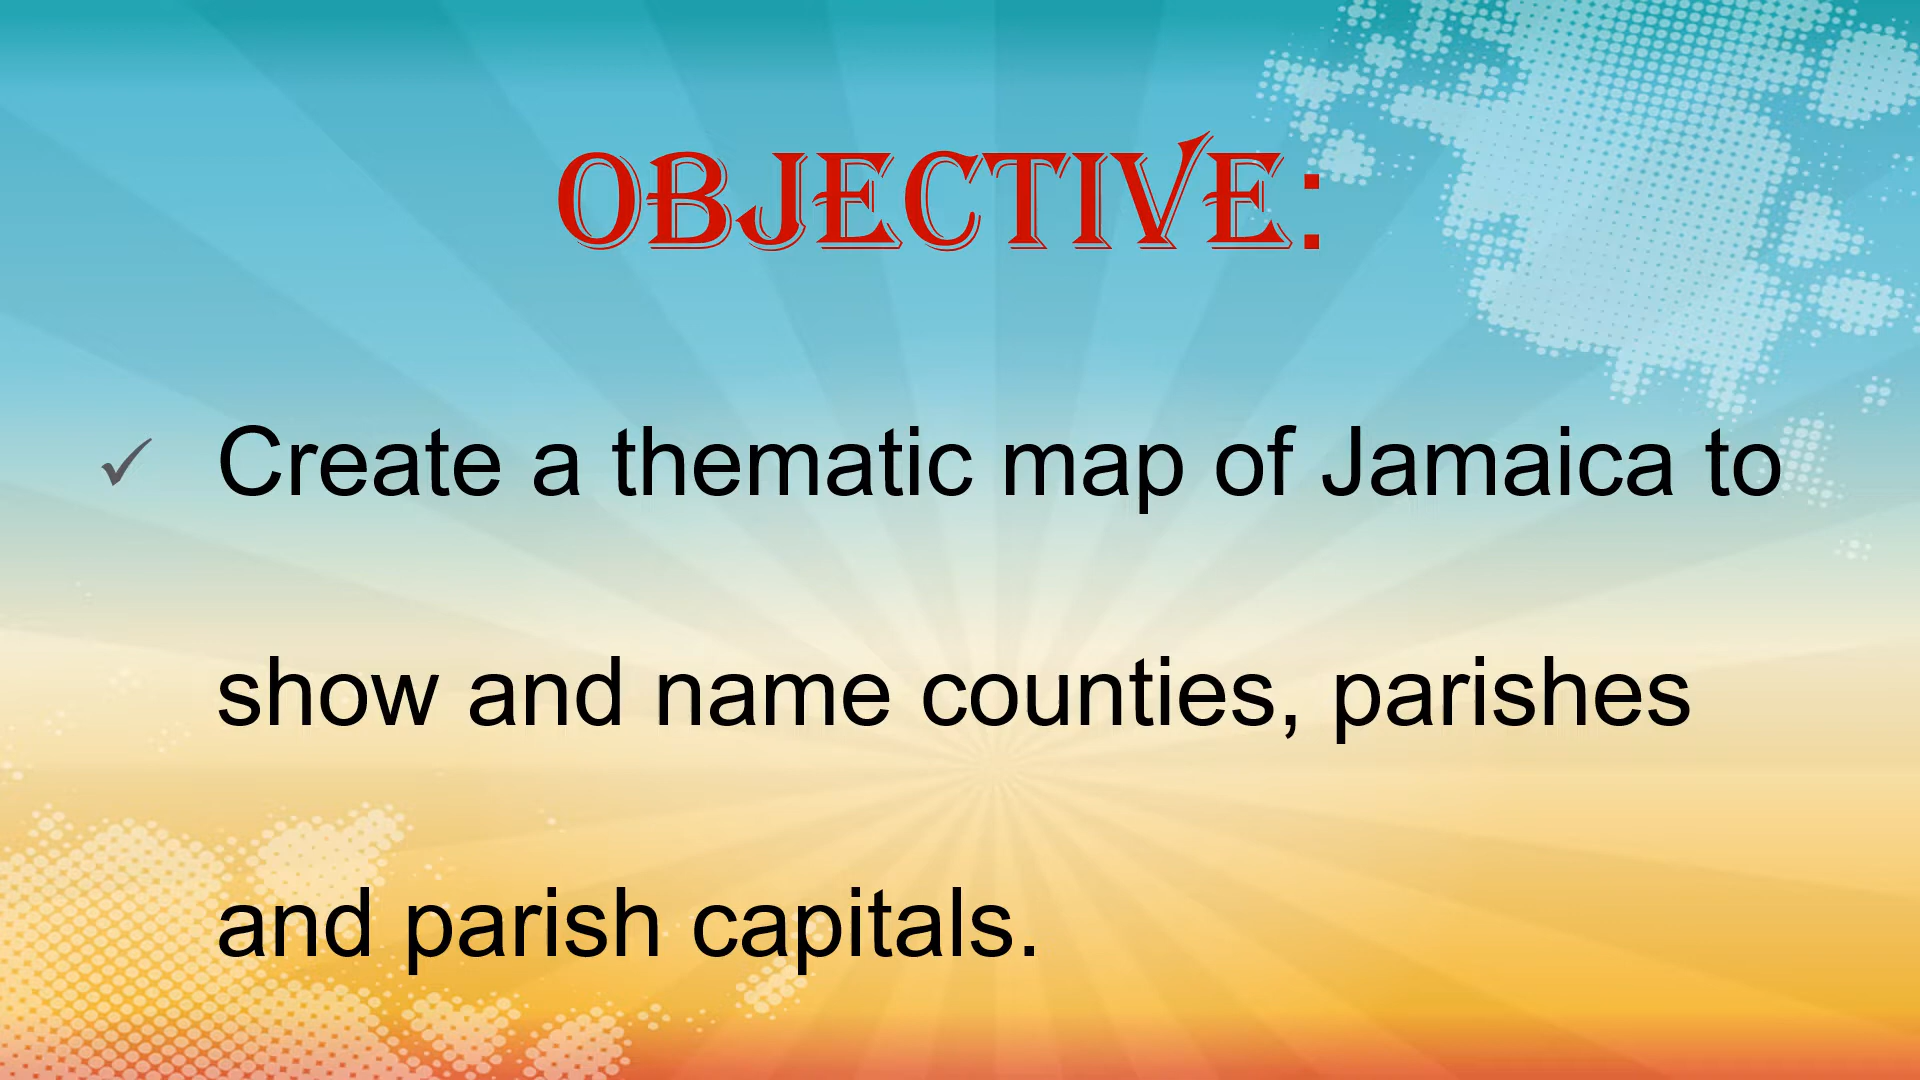 OBJECTIVE:
✓ Create a thematic map of Jamaica to
show and name counties, parishes
and parish capitals.